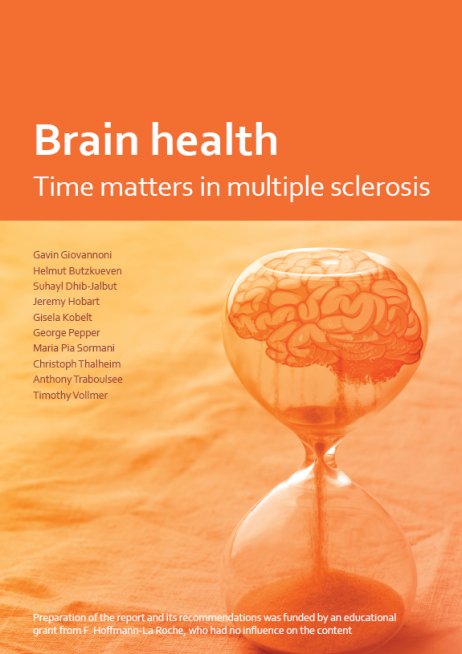 Brain health
Time matters in multiple sclerosis
Gavin Giovannoni
Helmut Butzkueven
Suhayl Dhib-Jalbut
Jeremy Hobart
Gisela Kobelt
George Pepper
Maria Pia Sormani
Christoph Thalheim
Anthony Traboulsee
Timothy Vollmer
Preparation of the report and its recommendations was funded by an educational
grant from F. Hoffmann-La Roche, who had no influence on the content